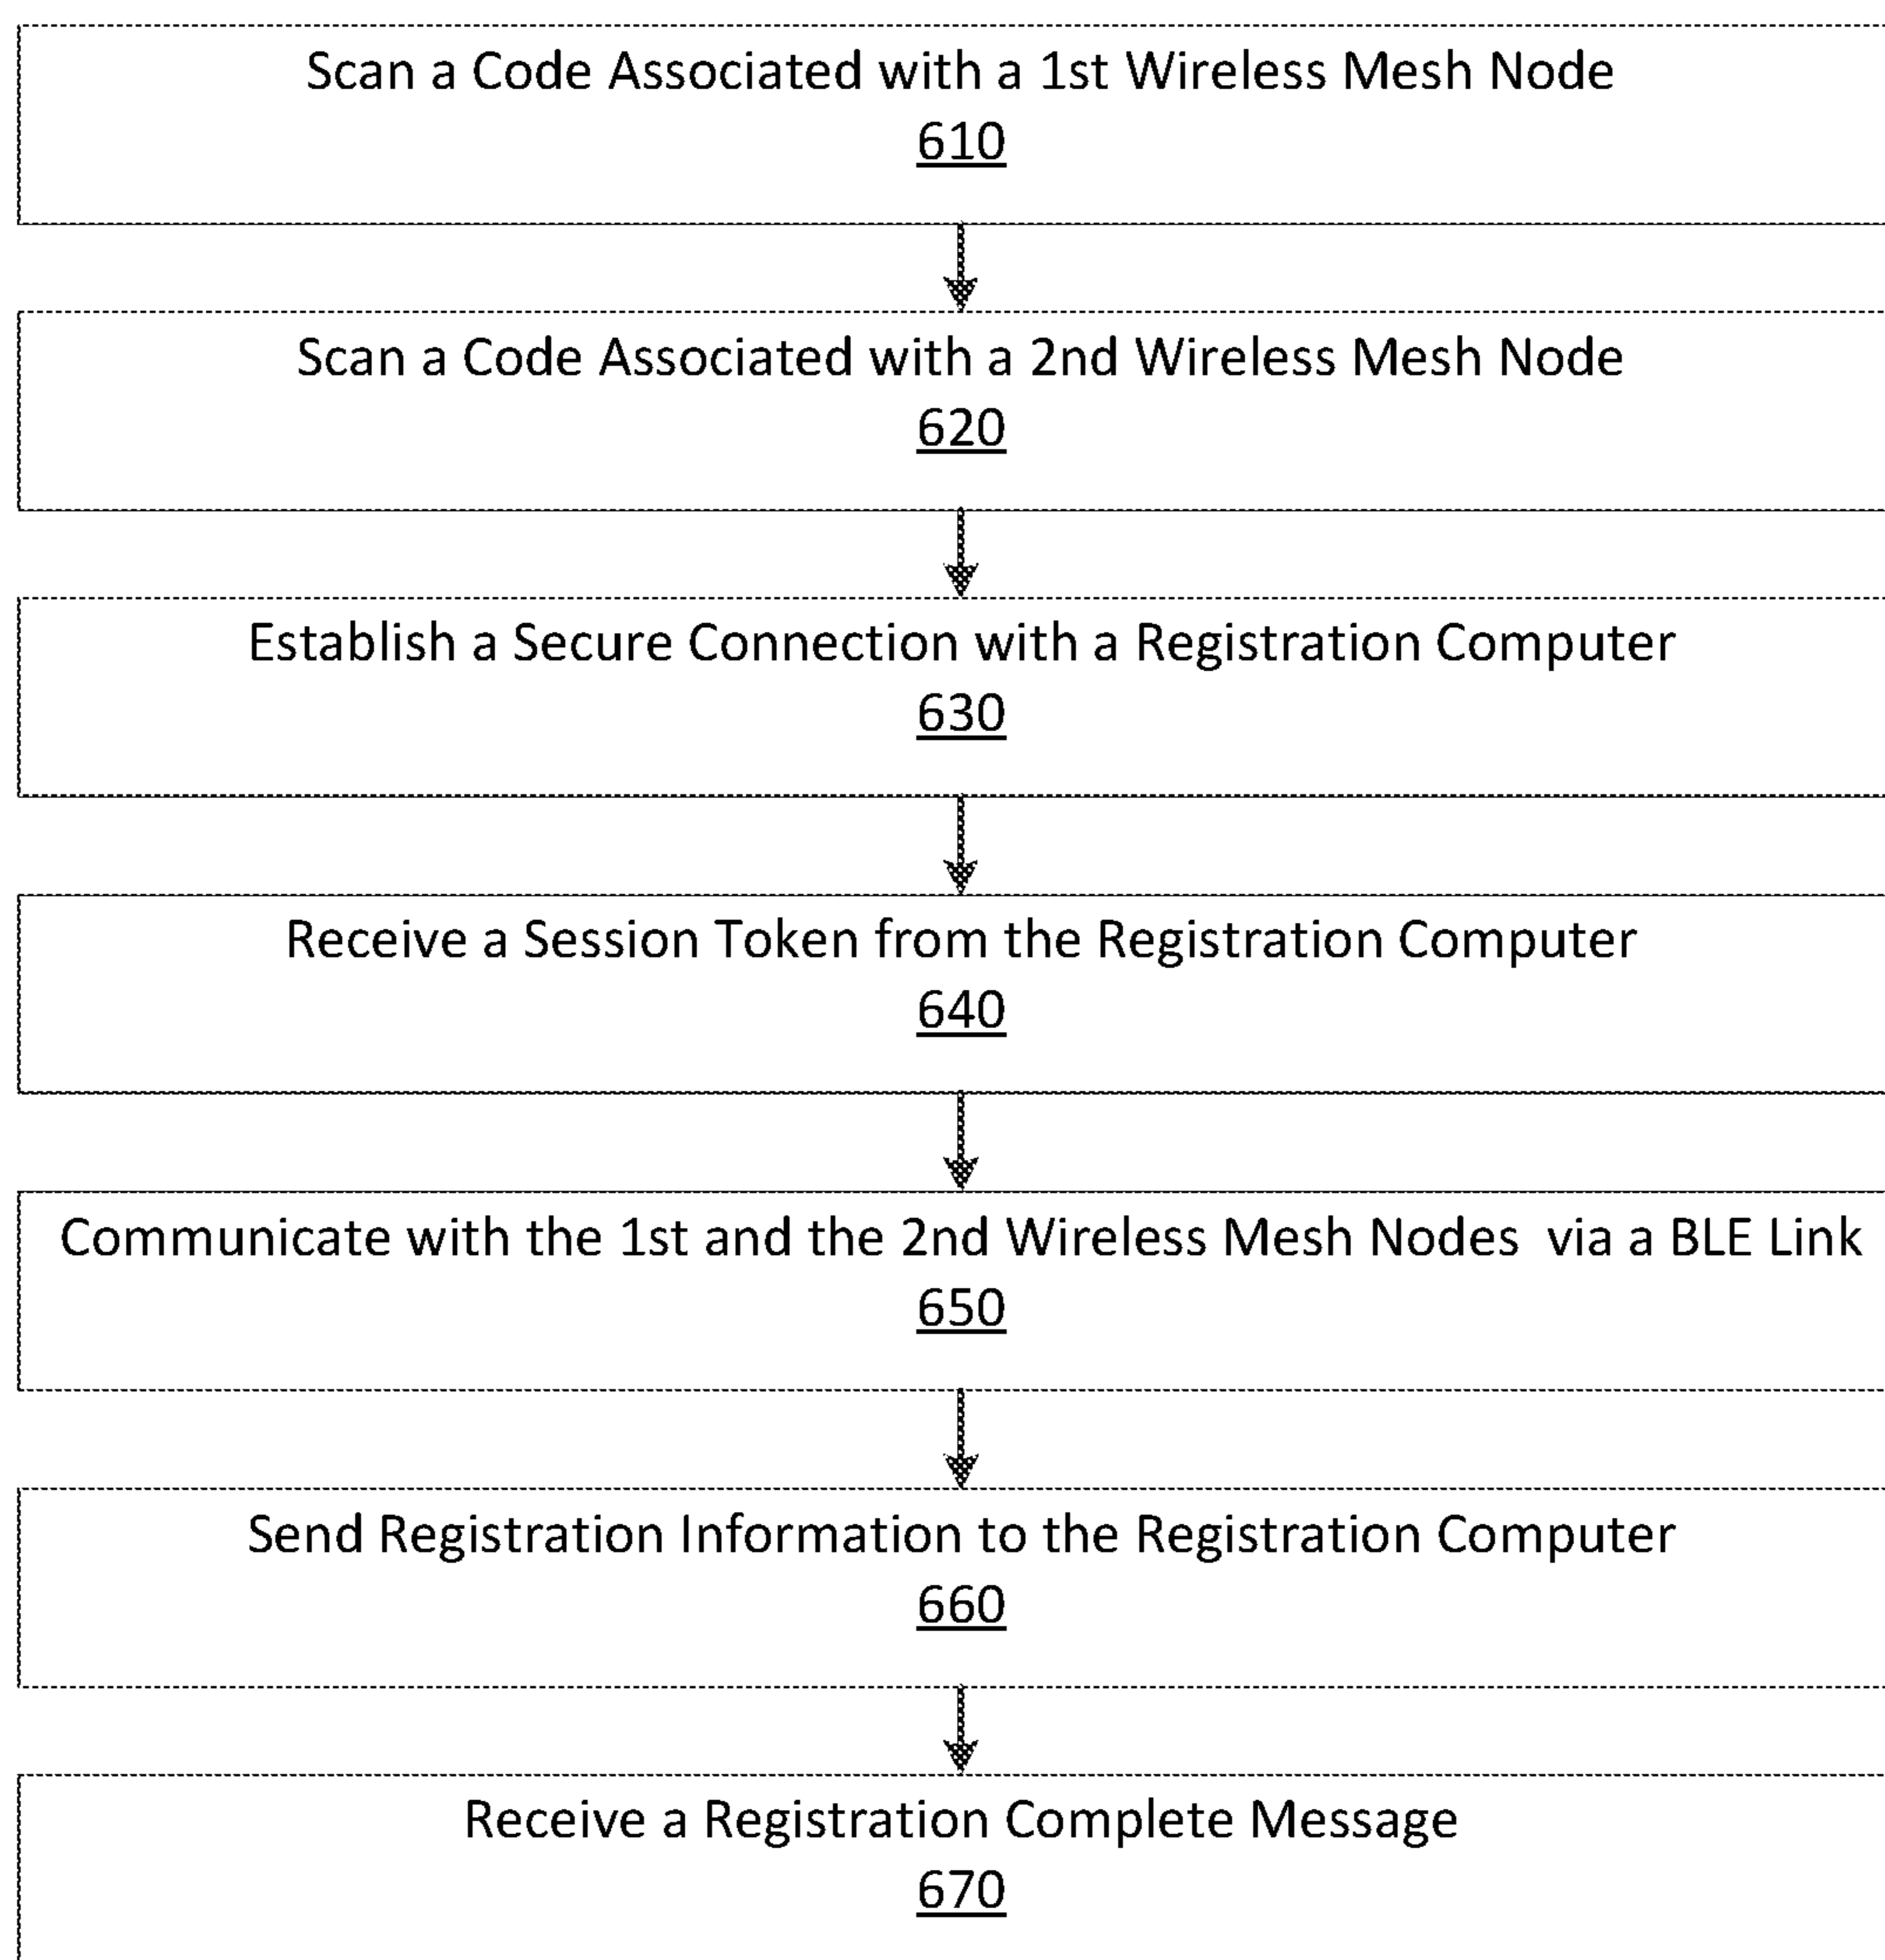 Scan a Code Associated with a 1st Wireless Mesh Node
610
Scan a Code Associated with a 2nd Wireless Mesh Node
620
Establish a Secure Connection with a Registration Computer
630
Receive a Session Token from the Registration Computer
640
Communicate with the 1st and the 2nd Wireless Mesh Nodes via a BLE Link
650
Send Registration Information to the Registration Computer
660
Receive a Registration Complete Message
670